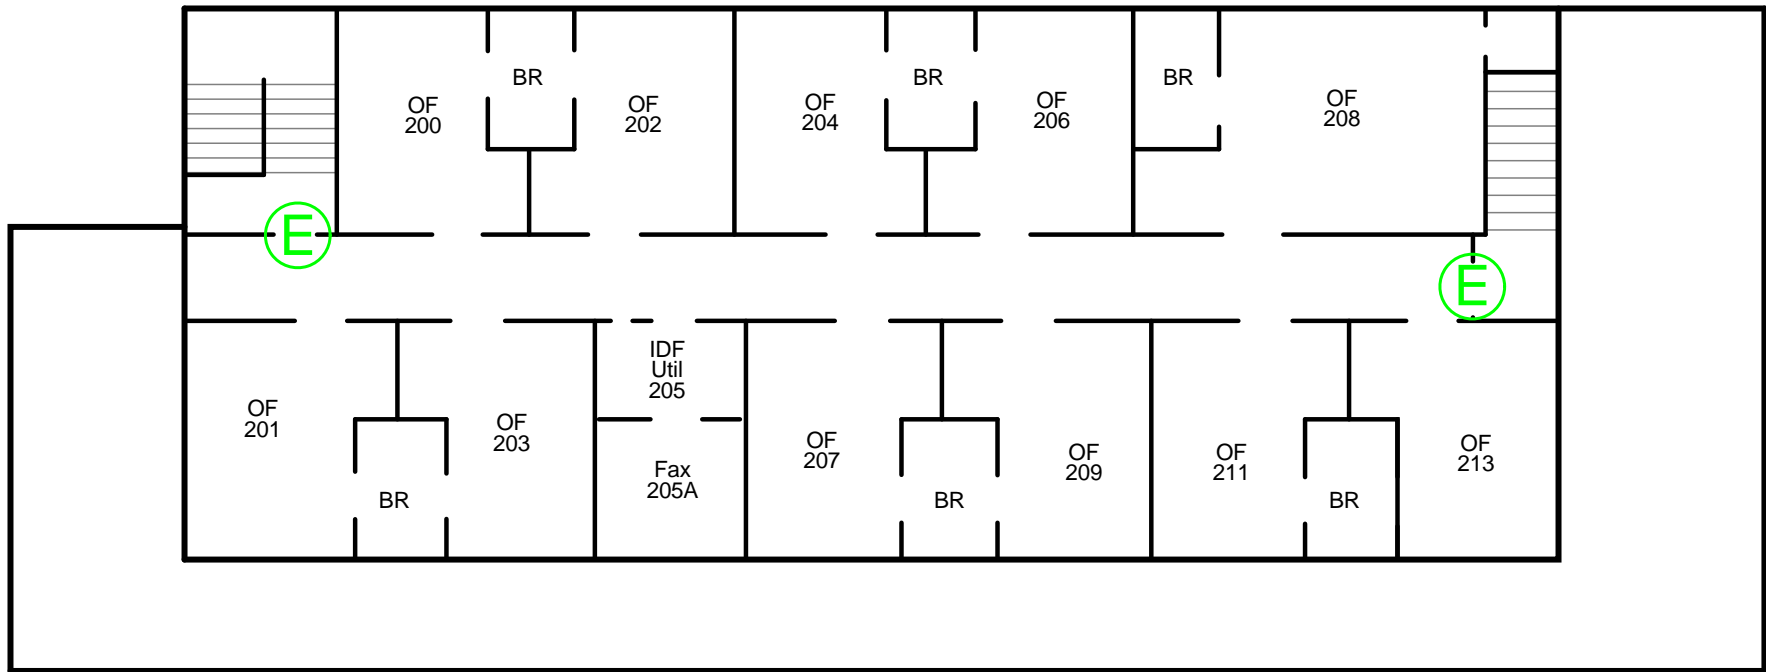 BR
OF
200
OF
202
BR
OF
204
OF
206
BR
OF
208
E
E
OF
201
BR
OF
203
IDF
Util
205
Fax
205A
OF
207
BR
OF
209
OF
211
BR
OF
213